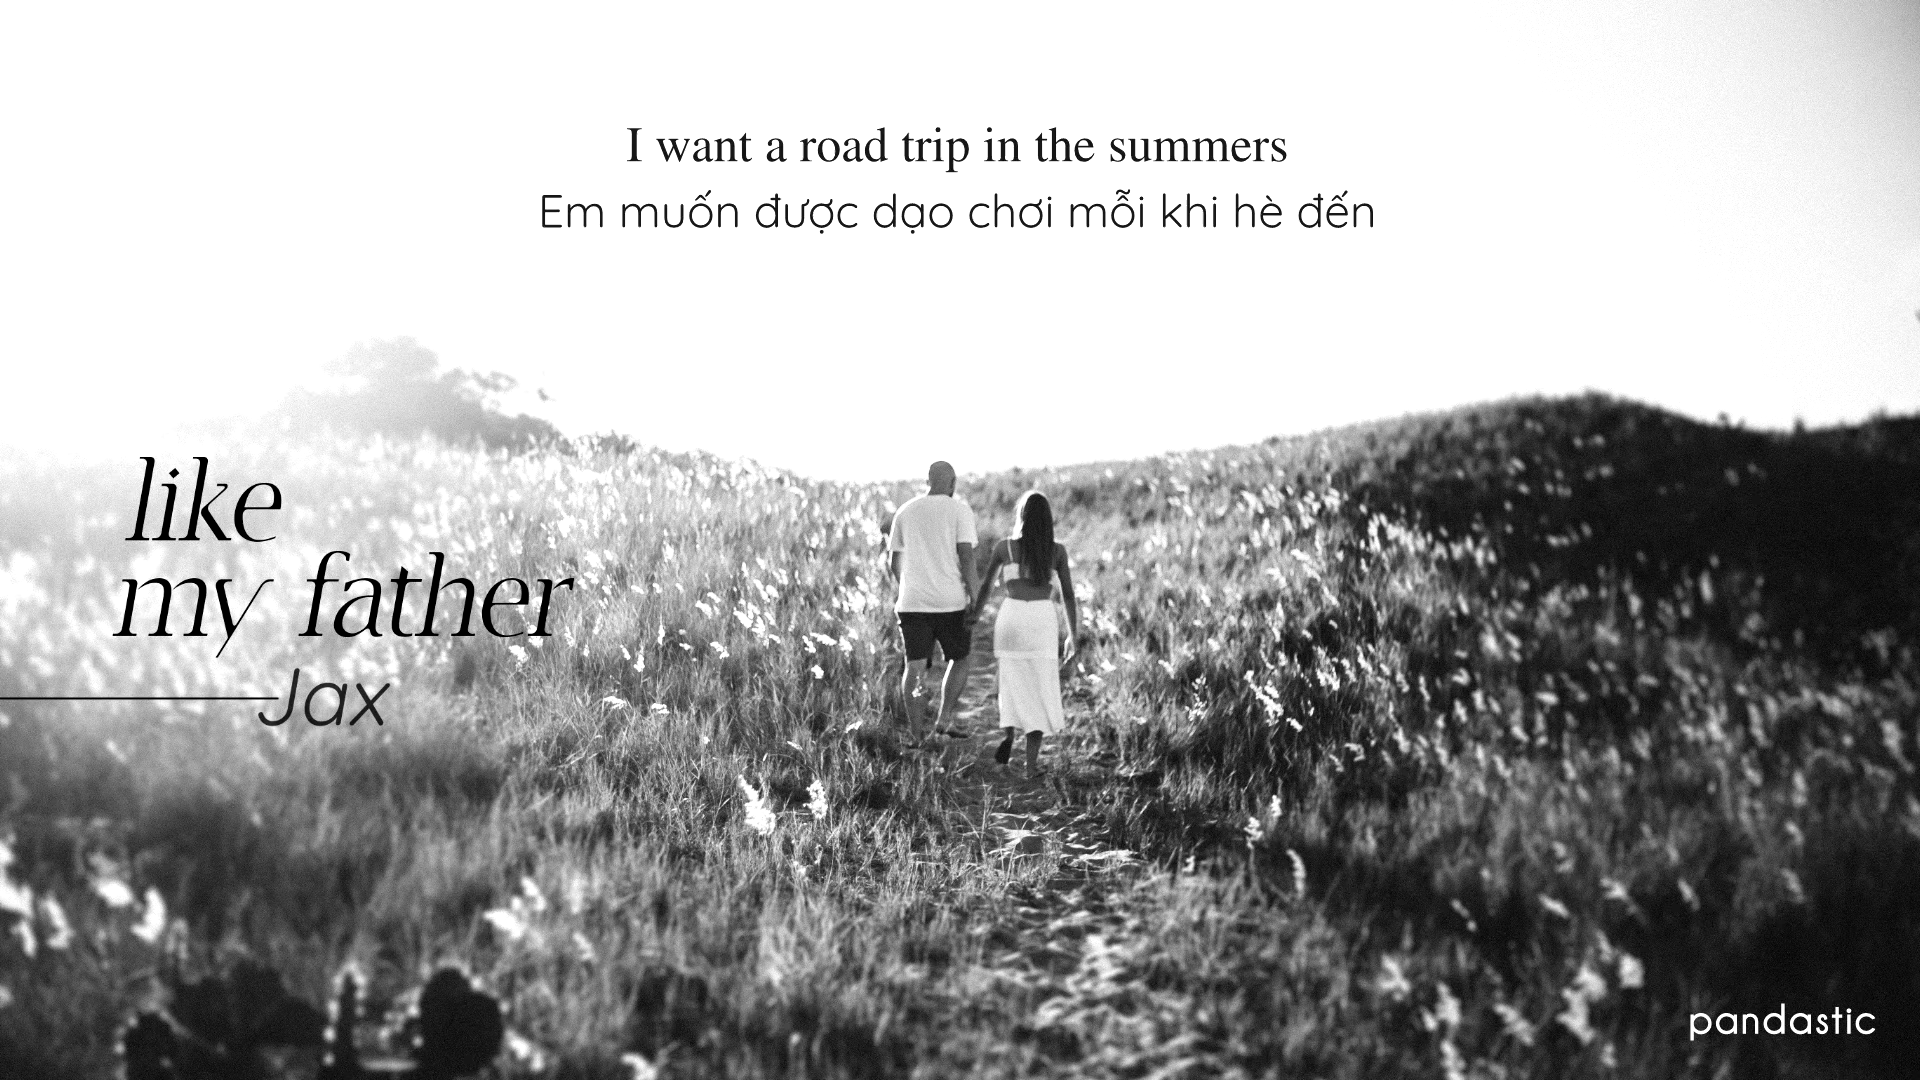 I want a road trip in the summers
Em muốn được dạo chơi mỗi khi hè đến
like
my father
Jax
pandastic